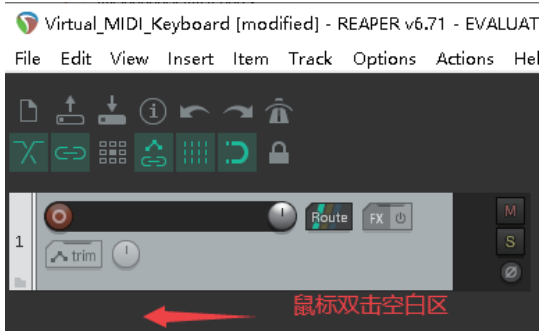 Virtual_MIDI_Keyboard [modified] - REAPER v6.71 - EVALUAT
File Edit View Insert Item Track Options Actions Hel
Route FX M
1 S
trim
鼠标双击空白区